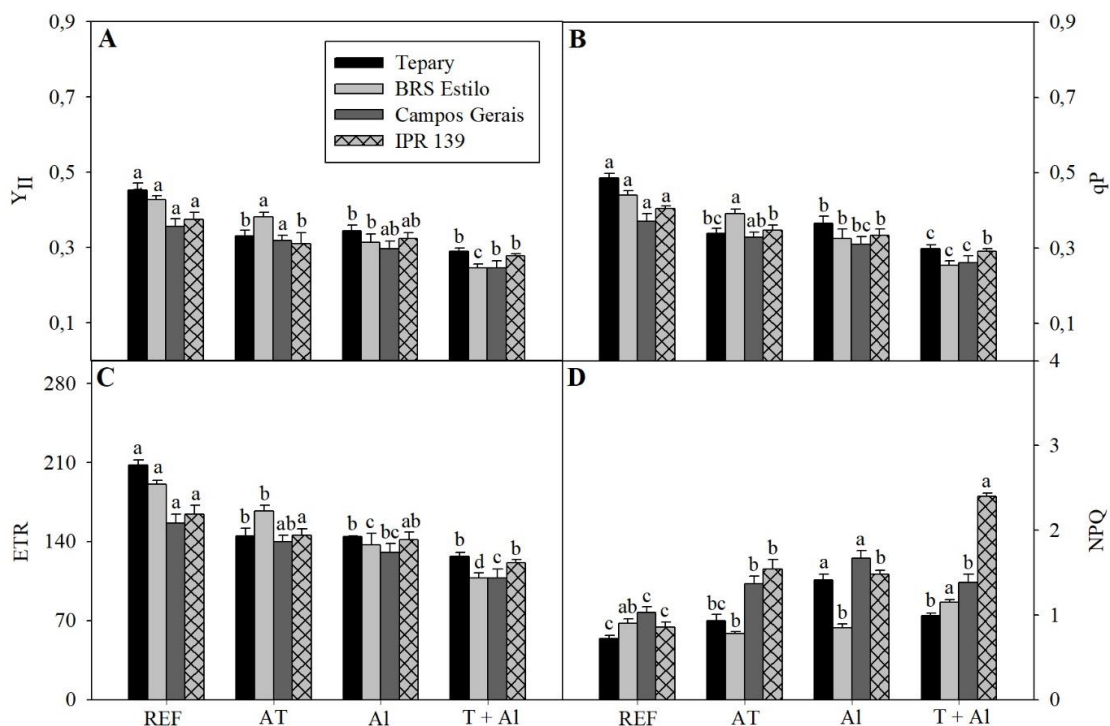 A
B
Tepary
BRS Estilo
Campos Gerais
IPR 139
0,9
0,7
0,5
0,3
0,1
Y_II
a a a a
b a a b
b b ab ab
b c c b
0,9
0,7
0,5
0,3
0,1
qP
a a a a
bc a ab b
b b bc b
c c c b
C
D
280
210
140
70
0
ETR
a a a a
b b ab a
b c bc ab
b d c b
4
3
2
1
0
NPQ
c ab c c
bc b b b
a b a b
b a b a
REF AT Al T + Al
REF AT Al T + Al